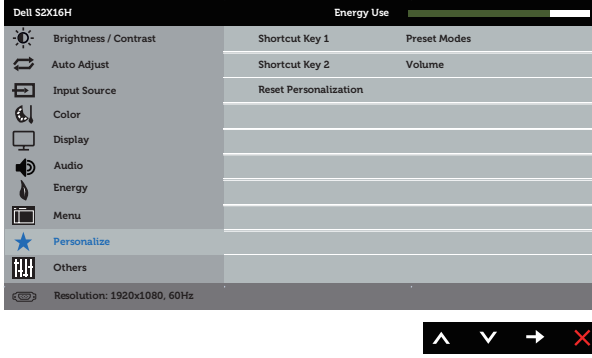 Dell S2X16H Energy Use
Brightness / Contrast Shortcut Key 1 Preset Modes
Auto Adjust Shortcut Key 2 Volume
Input Source Reset Personalization
Color
Display
Audio
Energy
Menu
Personalize
Others
Resolution: 1920x1080, 60Hz